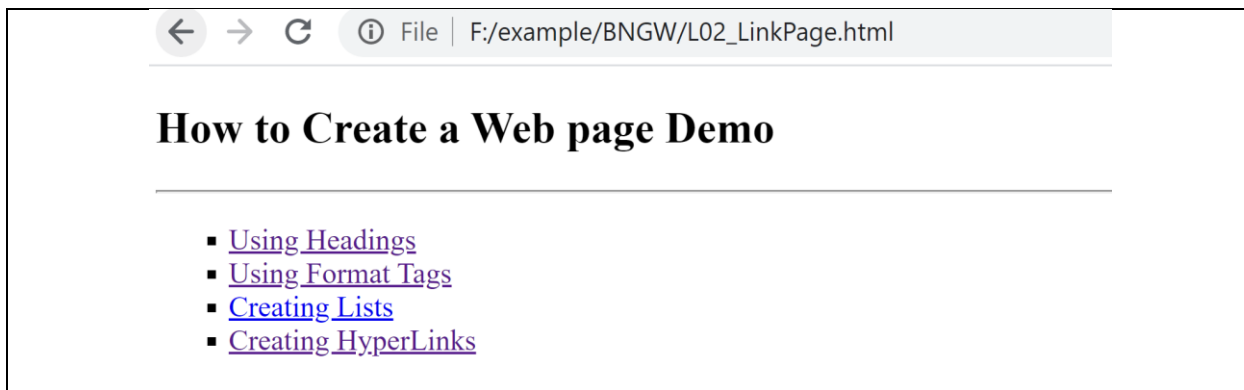 File | F:/example/BNGW/L02_LinkPage.html
How to Create a Web page Demo
Using Headings
Using Format Tags
Creating Lists
Creating HyperLinks